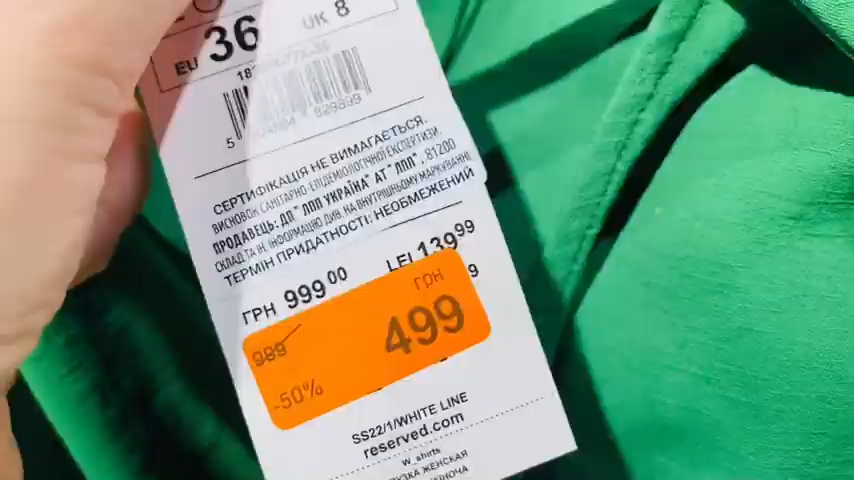 EU 36 UK 8
СЕРТИФІКАЦІЯ НЕ ВИМАГАЄТЬСЯ.
ВИСНОВОК САНІТАРНО-ЕПІДЕМІОЛОГІЧНОЇ ЕКСПЕРТИЗИ.
ПРОДАВЕЦЬ: ДП" ЛПП УКРАЇНА" АТ" ЛПП", 81200
СКЛАД ТА ІН. ІНФОРМАЦІЮ ДИВ. НА ВНУТРІШНЬОМУ МАРКУВАННІ
ТЕРМІН ПРИДАТНОСТІ: НЕОБМЕЖЕНИЙ
ГРН 999 00 LEI 139 99
грн
999 499
-50%
SS22/1/WHITE LINE
reserved.com
w_shirts
ЖЕНСКАЯ